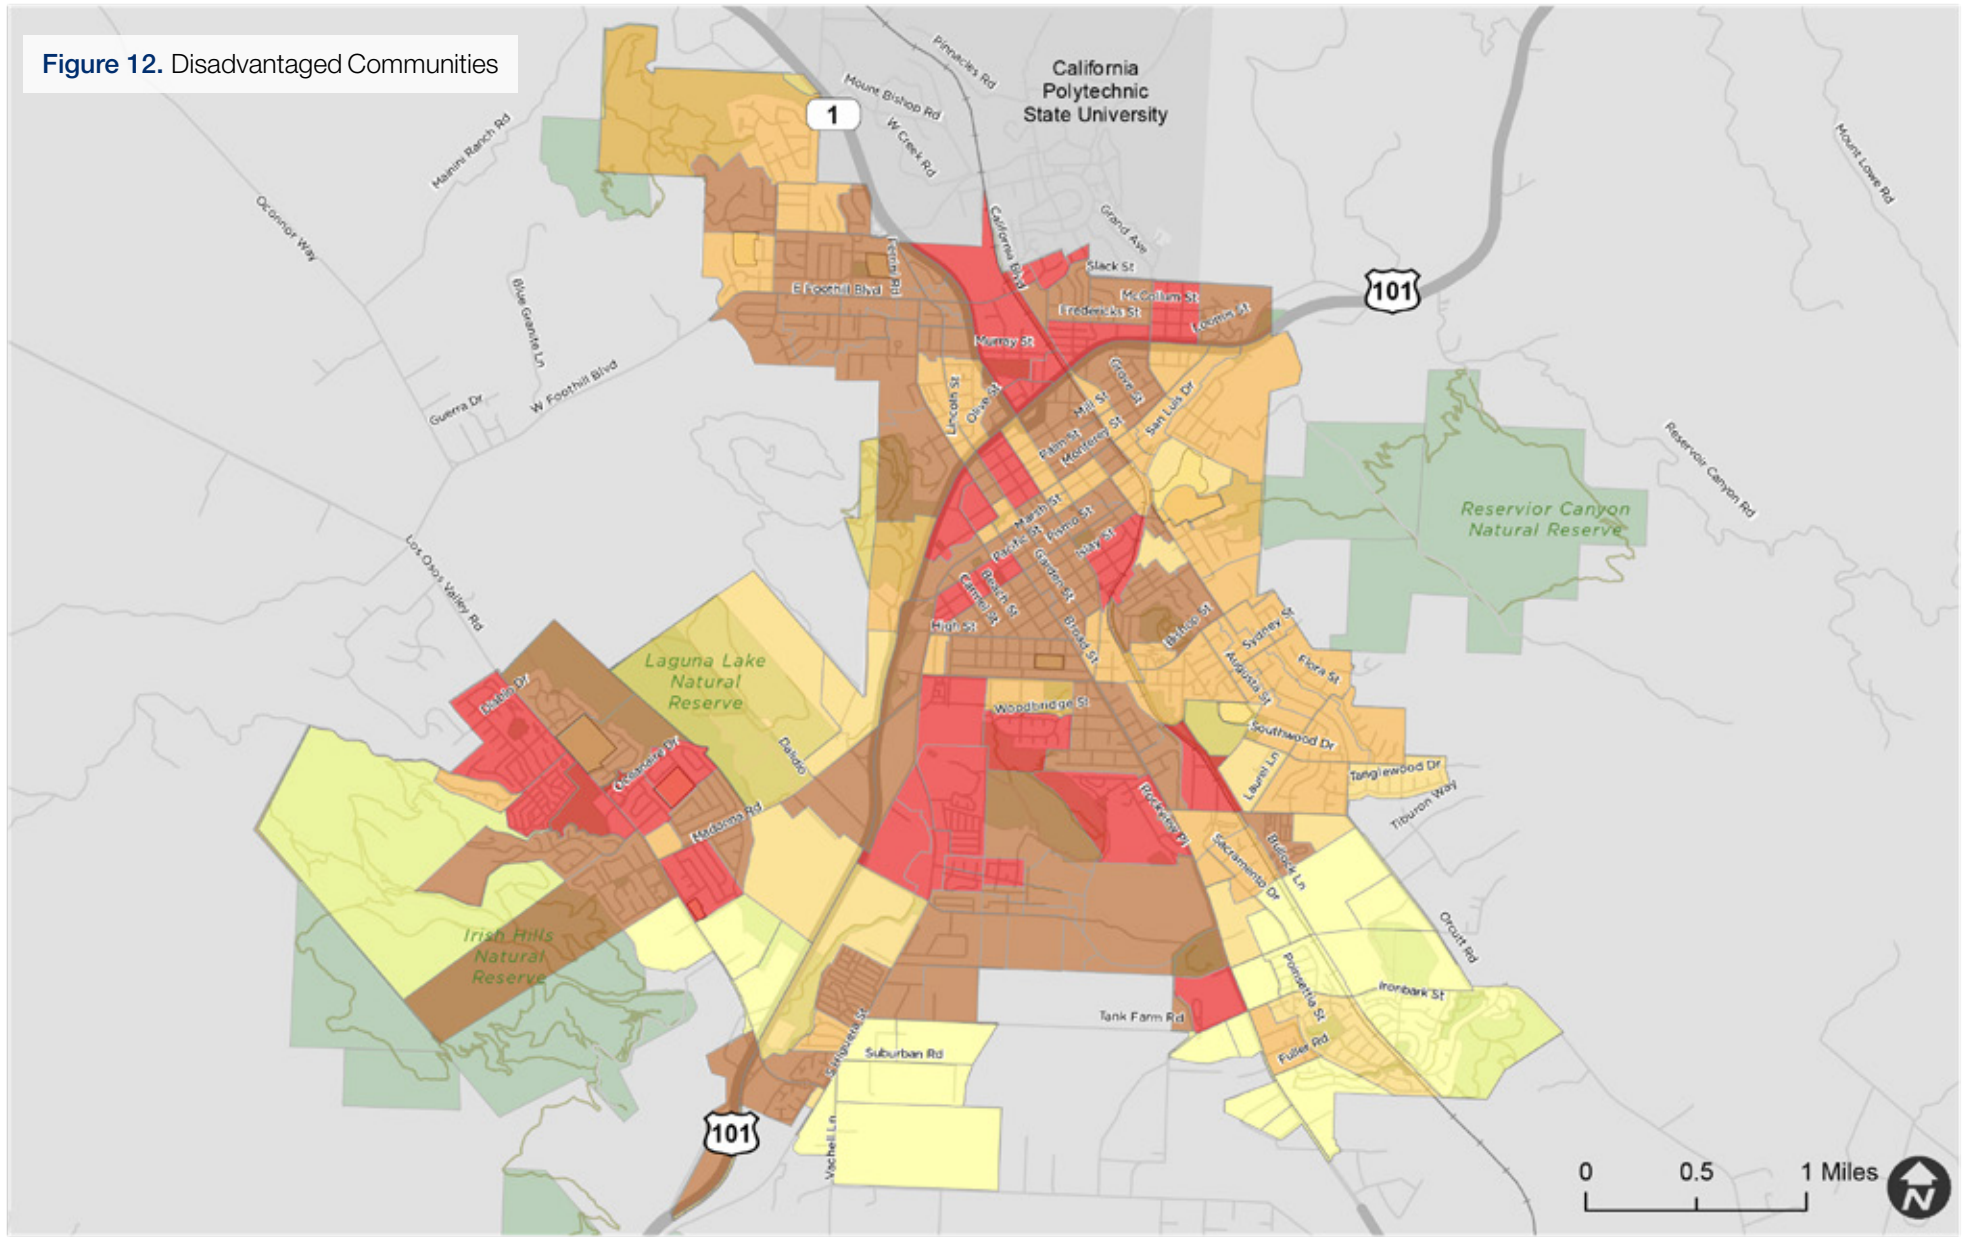 Figure 12. Disadvantaged Communities
California
Polytechnic
State University
Pinnacles Rd
Mount Bishop Rd
W Creek Rd
1
Mainini Ranch Rd
Oconnor Way
Mount Lowe Rd
California Blvd
Grand Ave
Slack St
Ferrini Rd
E Foothill Blvd
McCollum St
Fredericks St
Loomis St
101
Blue Granite Ln
Murray St
W Foothill Blvd
Guerra Dr
Lincoln St
Olive St
Grove St
Mill St
San Luis Dr
Palm St
Monterey St
Reservoir Canyon Rd
Reservior Canyon
Natural Reserve
Marsh St
Pismo St
Pacific St
Islay St
Garden St
Beach St
Carmel St
High St
Broad St
Bishop St
Sydney St
Flora St
Augusta St
Los Osos Valley Rd
Laguna Lake
Natural
Reserve
Diablo Dr
Woodbridge St
Southwood Dr
Oceanaire Dr
Dalidio
Laurel Ln
Tanglewood Dr
Tiburon Way
Madonna Rd
Rockview Pl
Sacramento Dr
Bullock Ln
Orcutt Rd
Irish Hills
Natural
Reserve
Poinsettia St
Ironbark St
Tank Farm Rd
Fuller Rd
S Higuera St
Suburban Rd
Vachell Ln
101
0 0.5 1 Miles
N